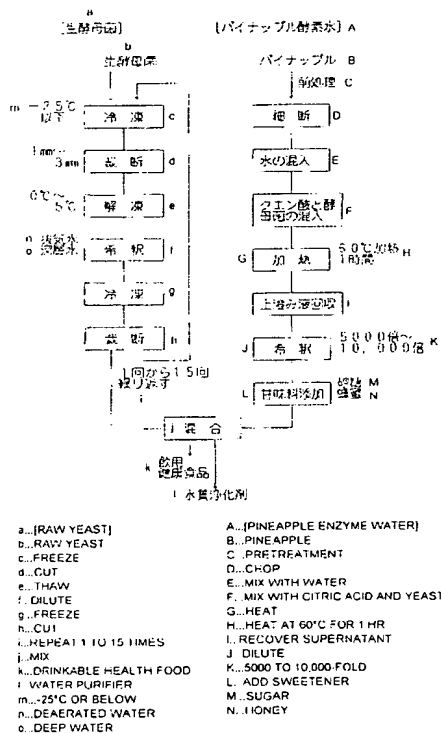 a
[生酵母菌]
[パイナップル酵素水] A
b
生酵母菌
パイナップル B
前処理 C
m -25℃
以下
冷凍 c
細断 D
1mm~
3mm
裁断 d
水の混入 E
0℃~
5℃
解凍 e
クエン酸と酵
母菌の混入 F
n 脱気水
o 深層水
希釈 f
G 加熱
60℃加熱
1時間 H
冷凍 g
上澄み液回収 I
裁断 h
J 希釈
5000倍~
10,000倍 K
1回から15回
繰り返す
i
L 甘味料添加
砂糖 M
蜂蜜 N
j 混合
k 飲用
健康食品
l 水質浄化剤
a...[RAW YEAST]
b...RAW YEAST
c...FREEZE
d...CUT
e...THAW
f...DILUTE
g...FREEZE
h...CUT
i...REPEAT 1 TO 15 TIMES
j...MIX
k...DRINKABLE HEALTH FOOD
l...WATER PURIFIER
m...-25°C OR BELOW
n...DEAERATED WATER
o...DEEP WATER
A...[PINEAPPLE ENZYME WATER]
B...PINEAPPLE
C...PRETREATMENT
D...CHOP
E...MIX WITH WATER
F...MIX WITH CITRIC ACID AND YEAST
G...HEAT
H...HEAT AT 60°C FOR 1 HR
I...RECOVER SUPERNATANT
J...DILUTE
K...5000 TO 10,000-FOLD
L...ADD SWEETENER
M...SUGAR
N...HONEY